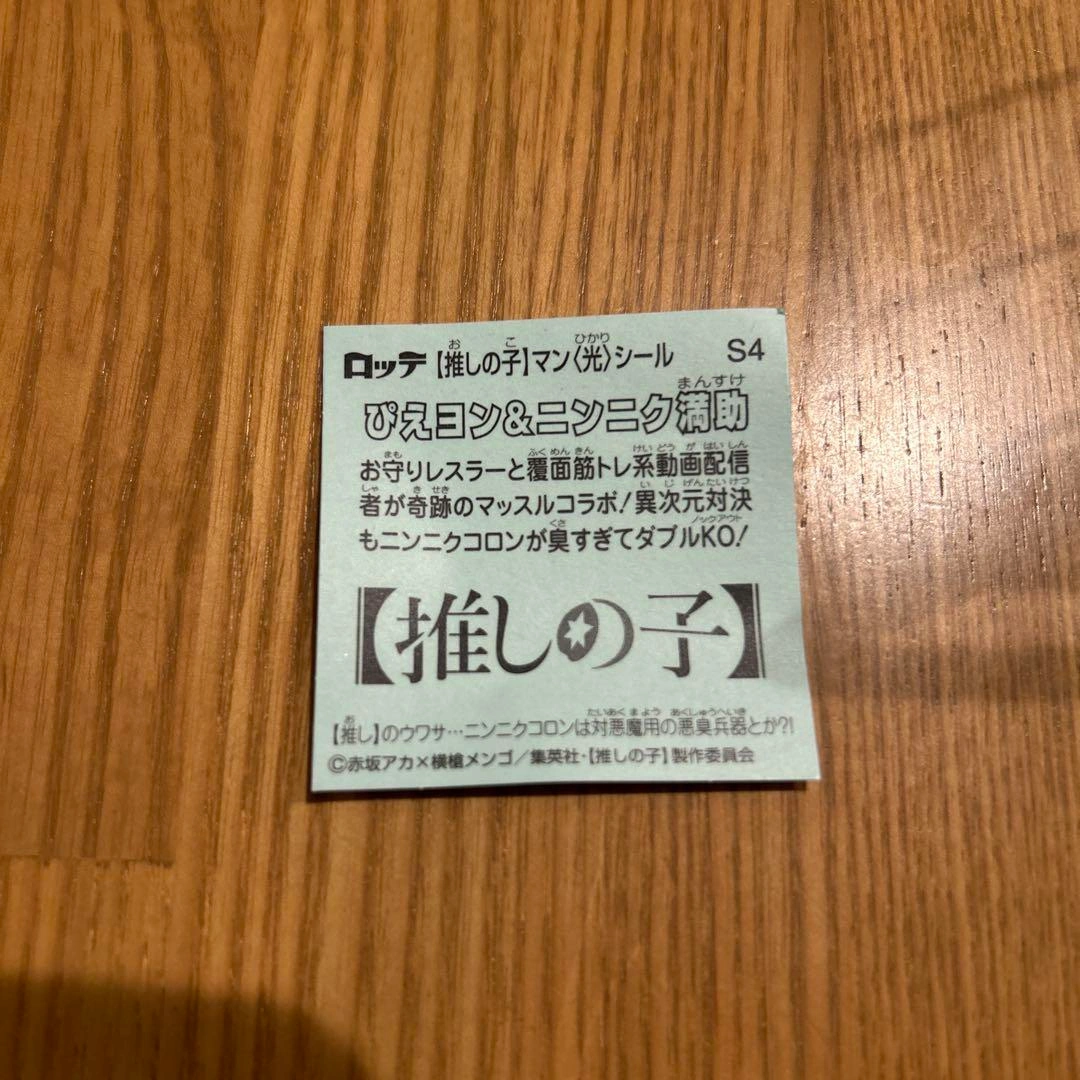 ロッテ 【推しの子】マン〈光〉シール S4
ぴえヨン&ニンニク満助
お守りレスラーと覆面筋トレ系動画配信
者が奇跡のマッスルコラボ!異次元対決
もニンニクコロンが臭すぎてダブルKO!
【推しの子】
【推し】のウワサ…ニンニクコロンは対悪魔用の悪臭兵器とか?!
©赤坂アカ×横槍メンゴ/集英社・【推しの子】製作委員会